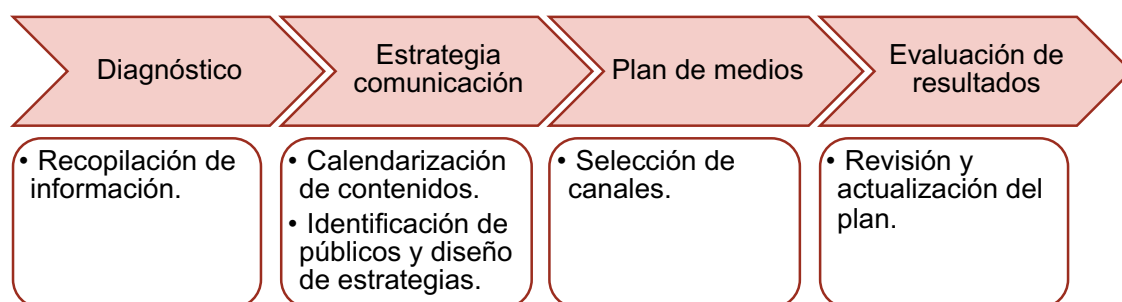 Diagnóstico
Estrategia
comunicación
Plan de medios
Evaluación de
resultados
• Recopilación de
información.
• Calendarización
de contenidos.
• Identificación de
públicos y diseño
de estrategias.
• Selección de
canales.
• Revisión y
actualización del
plan.